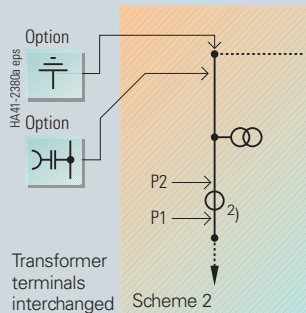 Option
HA41-2380a eps
Option
P2
2)
P1
Transformer
terminals
interchanged
Scheme 2